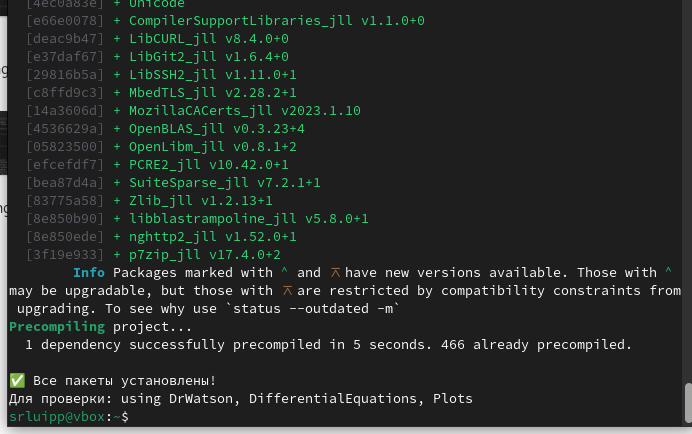 [4ec0a83e] + Unicode
[e66e0078] + CompilerSupportLibraries_jll v1.1.0+0
[deac9b47] + LibCURL_jll v8.4.0+0
[e37daf67] + LibGit2_jll v1.6.4+0
[29816b5a] + LibSSH2_jll v1.11.0+1
[c8ffd9c3] + MbedTLS_jll v2.28.2+1
[14a3606d] + MozillaCACerts_jll v2023.1.10
[4536629a] + OpenBLAS_jll v0.3.23+4
[05823500] + OpenLibm_jll v0.8.1+2
[efcefdf7] + PCRE2_jll v10.42.0+1
[bea87d4a] + SuiteSparse_jll v7.2.1+1
[83775a58] + Zlib_jll v1.2.13+1
[8e850b90] + libblastrampoline_jll v5.8.0+1
[8e850ede] + nghttp2_jll v1.52.0+1
[3f19e933] + p7zip_jll v17.4.0+2
Info Packages marked with ⌃ and ⌅ have new versions available. Those with ⌃
may be upgradable, but those with ⌅ are restricted by compatibility constraints from
upgrading. To see why use `status --outdated -m`
Precompiling project...
1 dependency successfully precompiled in 5 seconds. 466 already precompiled.
✅ Все пакеты установлены!
Для проверки: using DrWatson, DifferentialEquations, Plots
srluipp@vbox:~$